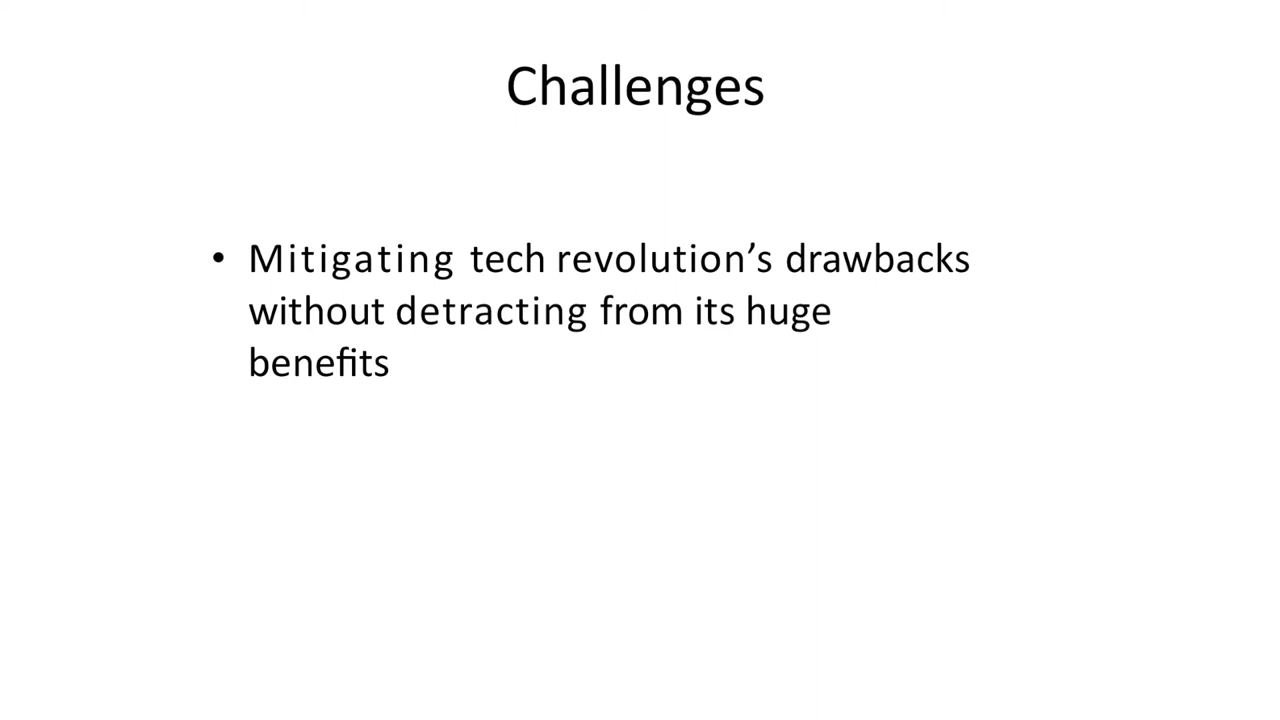 Challenges
• Mitigating tech revolution’s drawbacks
without detracting from its huge
benefits